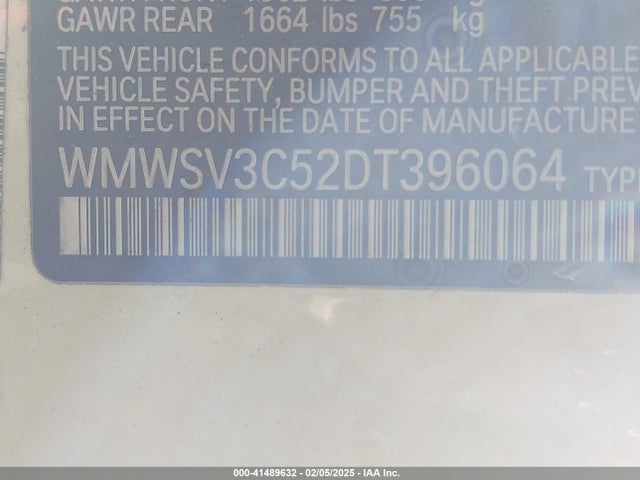 GAWR REAR 1664 lbs 755 kg
THIS VEHICLE CONFORMS TO ALL APPLICABLE
VEHICLE SAFETY, BUMPER AND THEFT PREV
IN EFFECT ON THE DATE OF MANUFACTURE
WMWSV3C52DT396064 TYP
000-41489632 - 02/05/2025 - IAA Inc.